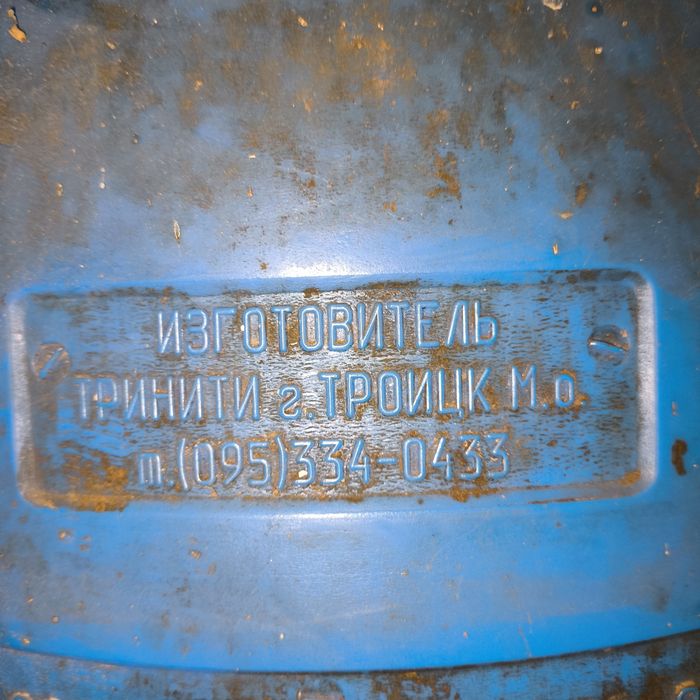 ИЗГОТОВИТЕЛЬ
ТРИНИТИ г. ТРОИЦК М.о.
т.(095)334-0433